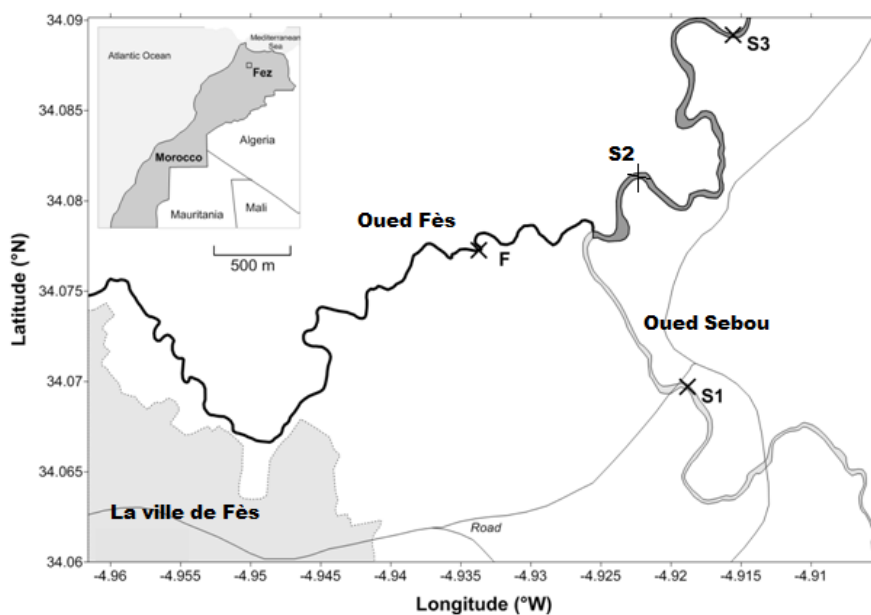 34.09
34.085
34.08
34.075
34.07
34.065
34.06
Latitude (°N)
Atlantic Ocean
Mediterranean
Sea
Fez
Algeria
Morocco
Mali
Mauritania
500 m
S3
S2
Oued Fès
F
Oued Sebou
S1
La ville de Fès
Road
-4.96
-4.955
-4.95
-4.945
-4.94
-4.935
-4.93
-4.925
-4.92
-4.915
-4.91
Longitude (°W)